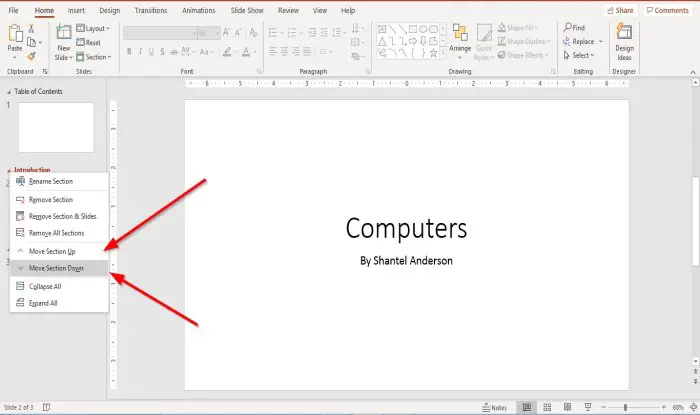 File Home Insert Design Transitions Animations Slide Show Review View Help Share Comments
Paste
New Slide
Layout
Reset
Section
Arrange
Quick Styles
Shape Fill
Shape Outline
Shape Effects
Find
Replace
Select
Design Ideas
Clipboard Slides Font Paragraph Drawing Editing Designer
Table of Contents
1
Introduction
2
Rename Section
Remove Section
Remove Section & Slides
Remove All Sections
Move Section Up
3
Move Section Down
Collapse All
Expand All
Computers
By Shantel Anderson
Slide 2 of 3 Notes 68%